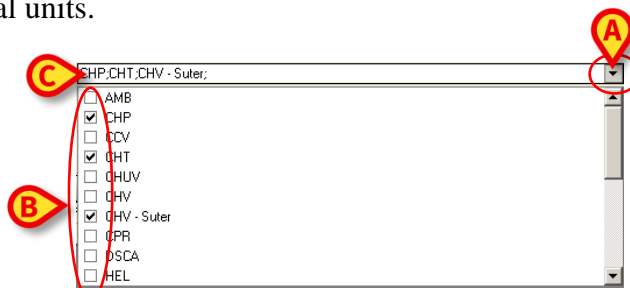 al units.
A
C
CHP;CHT;CHV - Suter;
AMB
CHP
CCV
CHT
CHUV
CHV
B
CHV - Suter
CPR
DSCA
HEL